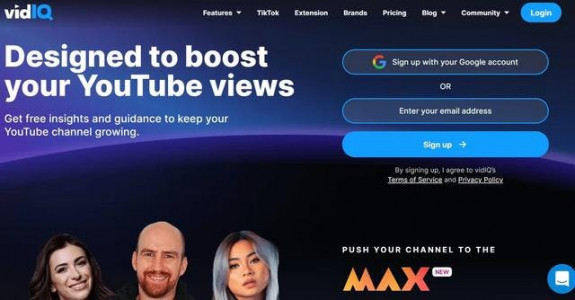 vidIQ
Features TikTok Extension Brands Pricing Blog Community Login
Designed to boost
your YouTube views
Get free insights and guidance to keep your
YouTube channel growing.
Sign up with your Google account
OR
Enter your email address
Sign up →
By signing up, I agree to vidIQ's
Terms of Service and Privacy Policy
PUSH YOUR CHANNEL TO THE
MAX NEW